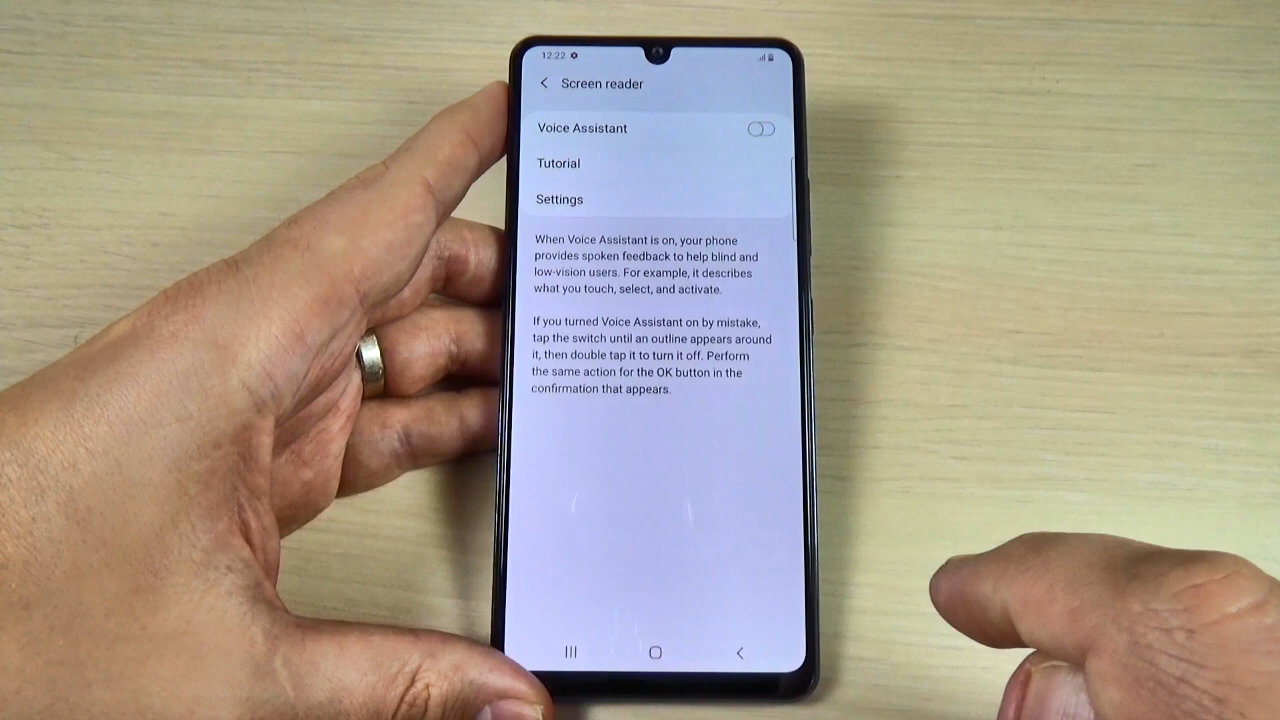 12:22
Screen reader
Voice Assistant
Tutorial
Settings
When Voice Assistant is on, your phone
provides spoken feedback to help blind and
low-vision users. For example, it describes
what you touch, select, and activate.
If you turned Voice Assistant on by mistake,
tap the switch until an outline appears around
it, then double tap it to turn it off. Perform
the same action for the OK button in the
confirmation that appears.